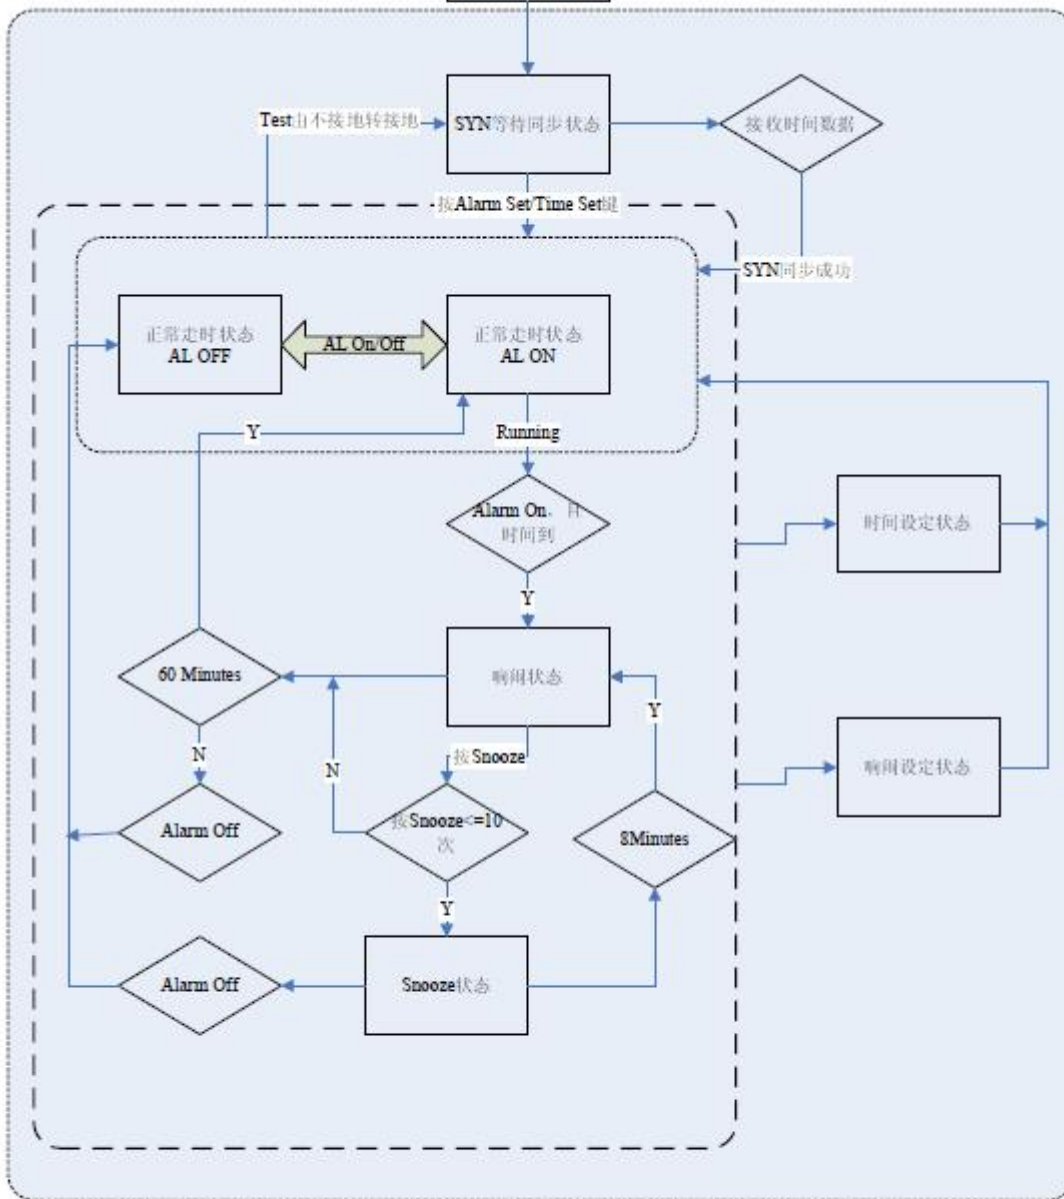 Test由不接地转接地
SYN等待同步状态
接收时间数据
按Alarm Set/Time Set键
SYN同步成功
正常走时状态
AL OFF
AL On/Off
正常走时状态
AL ON
Y
Running
Alarm On、且
时间到
时间设定状态
Y
60 Minutes
响闹状态
Y
N
按Snooze
N
响闹设定状态
Alarm Off
按Snooze<=10
次
8Minutes
Y
Alarm Off
Snooze状态